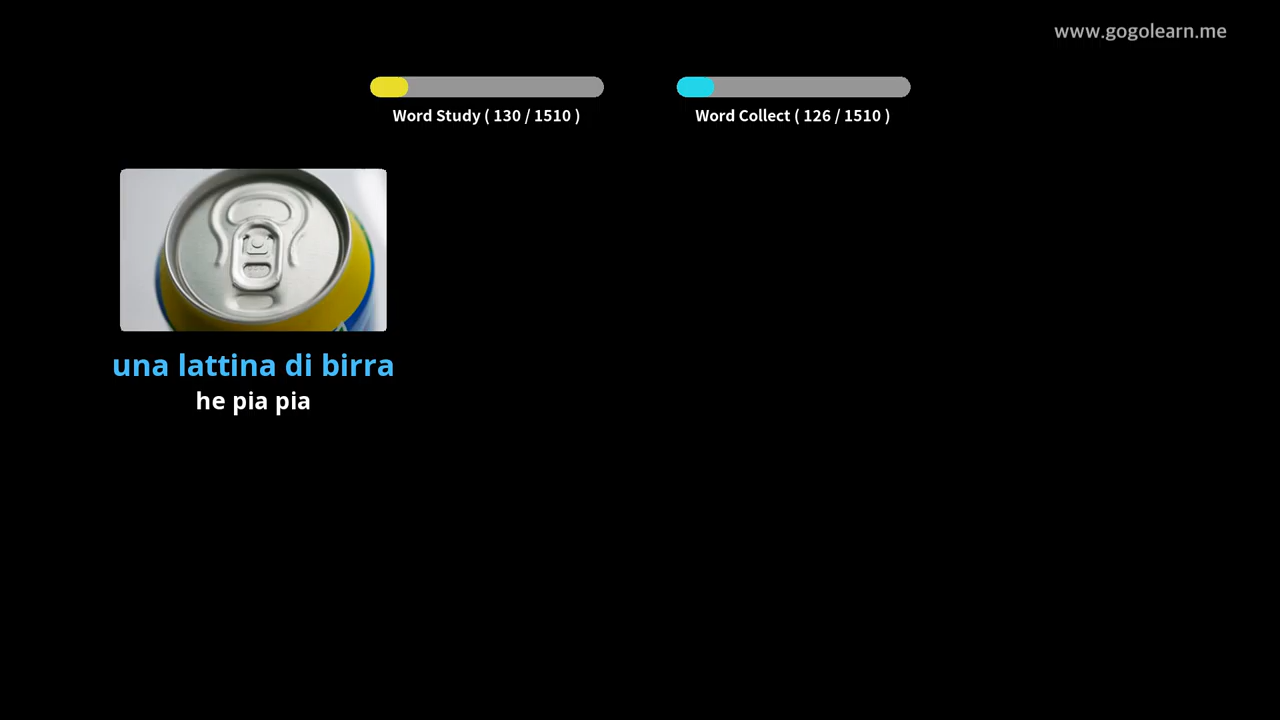 www.gogolearn.me
Word Study ( 130 / 1510 )
Word Collect ( 126 / 1510 )
una lattina di birra
he pia pia